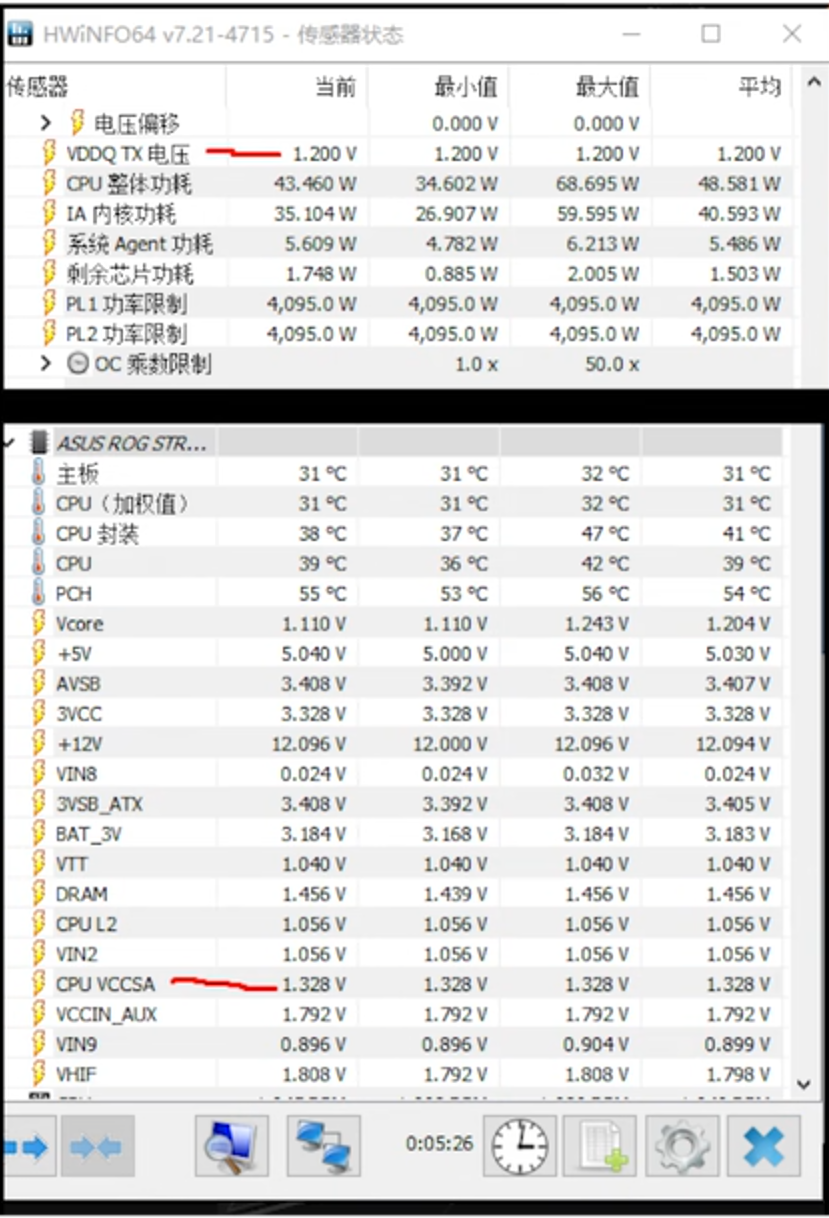 HWiNFO64 v7.21-4715 - 传感器状态
传感器 当前 最小值 最大值 平均
电压偏移 0.000 V 0.000 V
VDDQ TX 电压 1.200 V 1.200 V 1.200 V 1.200 V
CPU 整体功耗 43.460 W 34.602 W 68.695 W 48.581 W
IA 内核功耗 35.104 W 26.907 W 59.595 W 40.593 W
系统 Agent 功耗 5.609 W 4.782 W 6.213 W 5.486 W
剩余芯片功耗 1.748 W 0.885 W 2.005 W 1.503 W
PL1 功率限制 4,095.0 W 4,095.0 W 4,095.0 W 4,095.0 W
PL2 功率限制 4,095.0 W 4,095.0 W 4,095.0 W 4,095.0 W
OC 乘数限制 1.0 x 50.0 x
ASUS ROG STR...
主板 31 °C 31 °C 32 °C 31 °C
CPU（加权值） 31 °C 31 °C 32 °C 31 °C
CPU 封装 38 °C 37 °C 47 °C 41 °C
CPU 39 °C 36 °C 42 °C 39 °C
PCH 55 °C 53 °C 56 °C 54 °C
Vcore 1.110 V 1.110 V 1.243 V 1.204 V
+5V 5.040 V 5.000 V 5.040 V 5.030 V
AVSB 3.408 V 3.392 V 3.408 V 3.407 V
3VCC 3.328 V 3.328 V 3.328 V 3.328 V
+12V 12.096 V 12.000 V 12.096 V 12.094 V
VIN8 0.024 V 0.024 V 0.032 V 0.024 V
3VSB_ATX 3.408 V 3.392 V 3.408 V 3.405 V
BAT_3V 3.184 V 3.168 V 3.184 V 3.183 V
VTT 1.040 V 1.040 V 1.040 V 1.040 V
DRAM 1.456 V 1.439 V 1.456 V 1.456 V
CPU L2 1.056 V 1.056 V 1.056 V 1.056 V
VIN2 1.056 V 1.056 V 1.056 V 1.056 V
CPU VCCSA 1.328 V 1.328 V 1.328 V 1.328 V
VCCIN_AUX 1.792 V 1.792 V 1.792 V 1.792 V
VIN9 0.896 V 0.896 V 0.904 V 0.899 V
VHIF 1.808 V 1.792 V 1.808 V 1.798 V
0:05:26